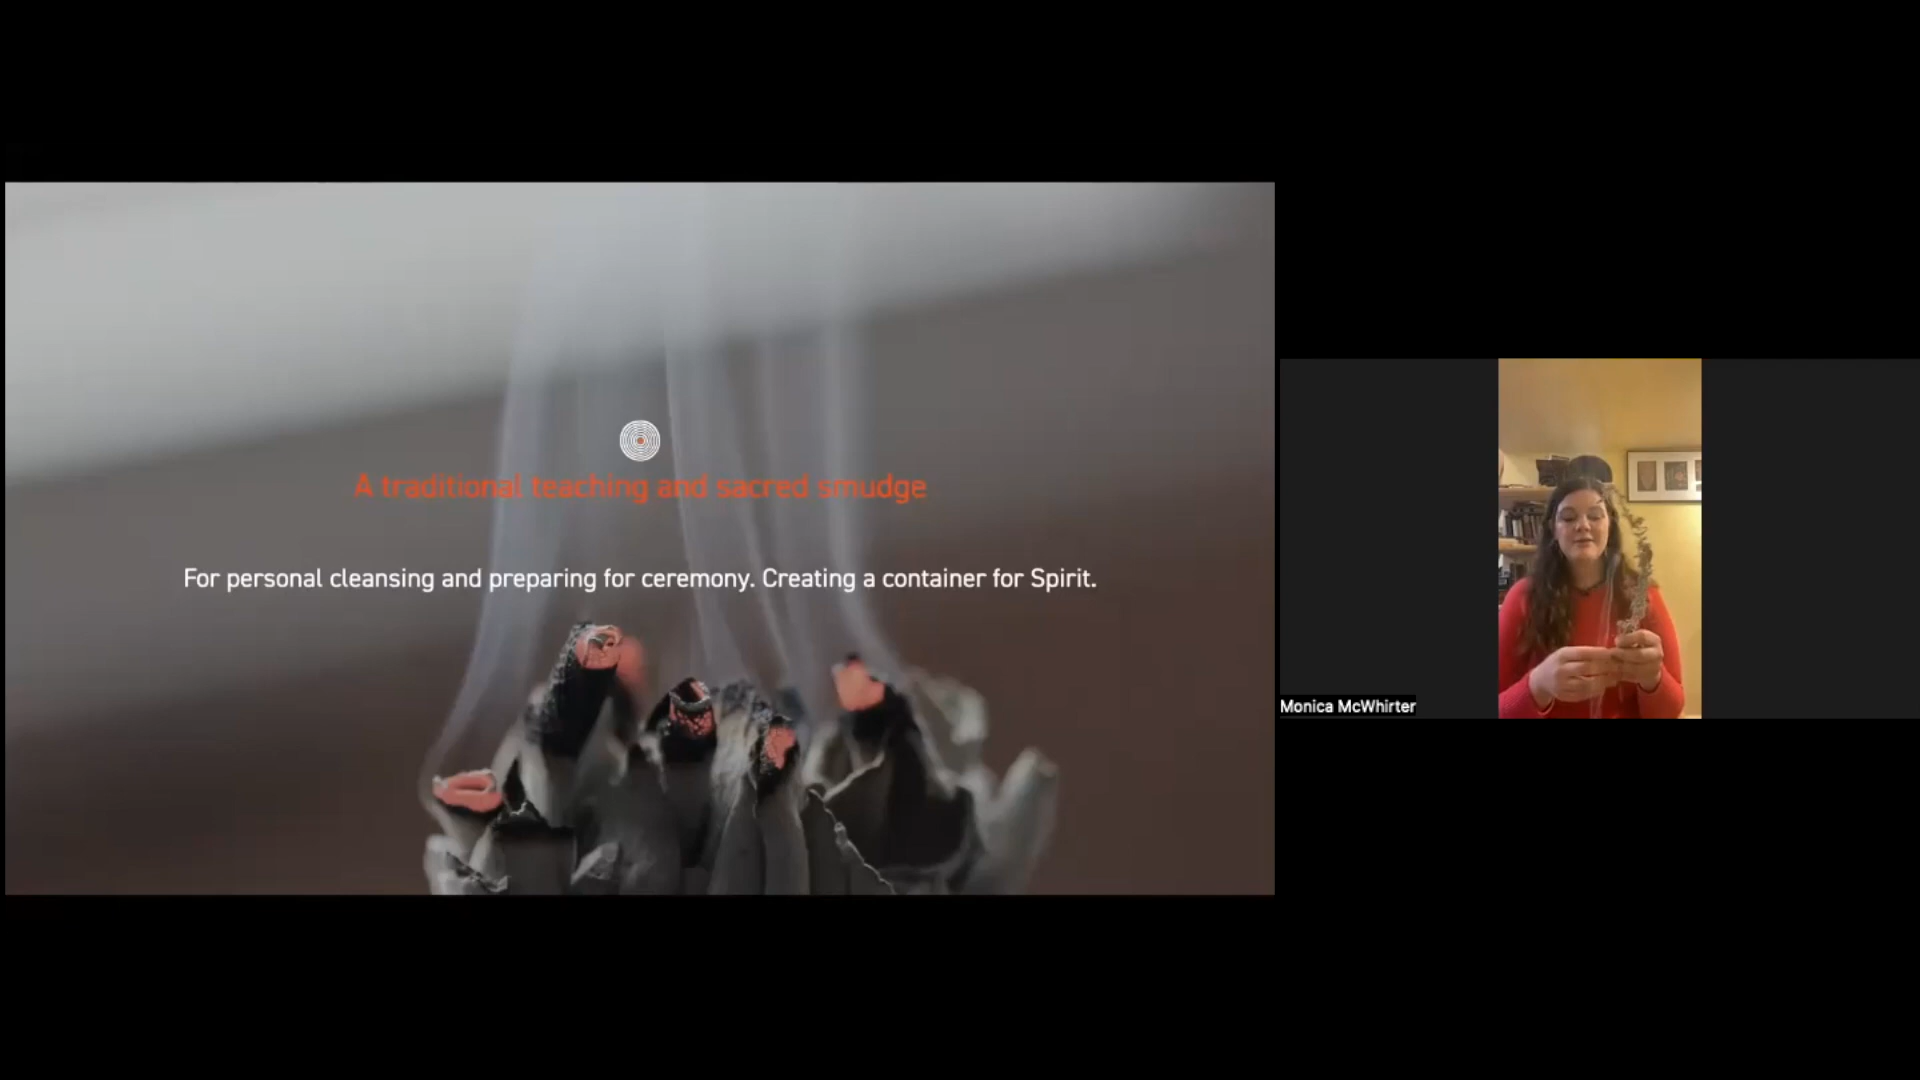 A traditional teaching and sacred smudge
For personal cleansing and preparing for ceremony. Creating a container for Spirit.
Monica McWhirter